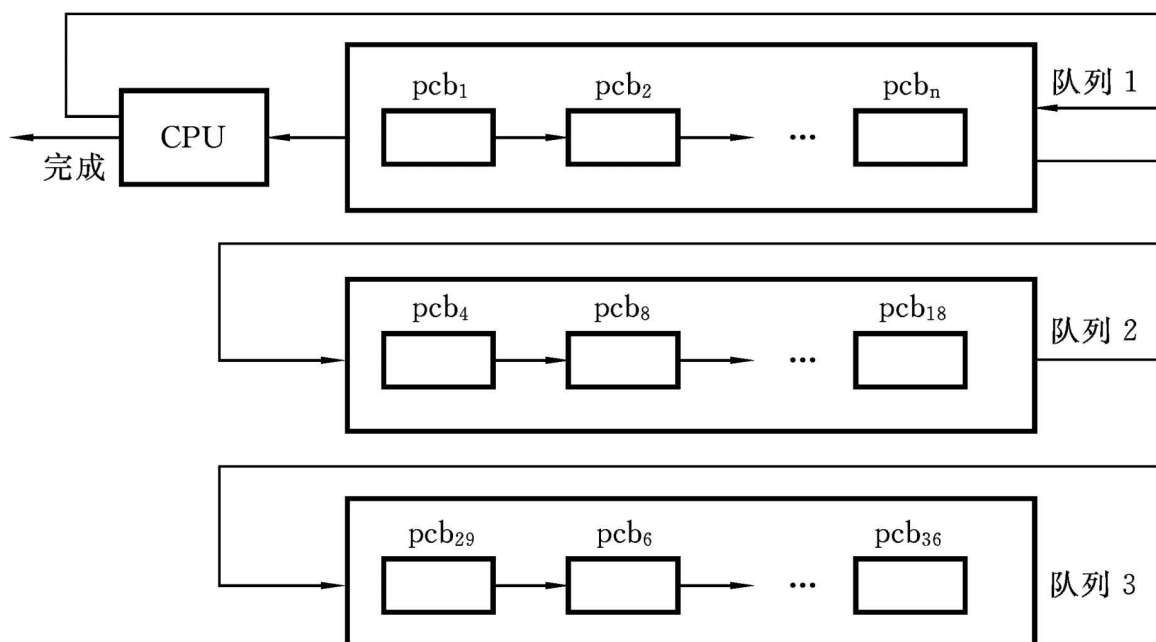 pcb₁ pcb₂ pcbₙ 队列 1
CPU ...
完成
pcb₄ pcb₈ pcb₁₈
队列 2
...
pcb₂₉ pcb₆ pcb₃₆
... 队列 3